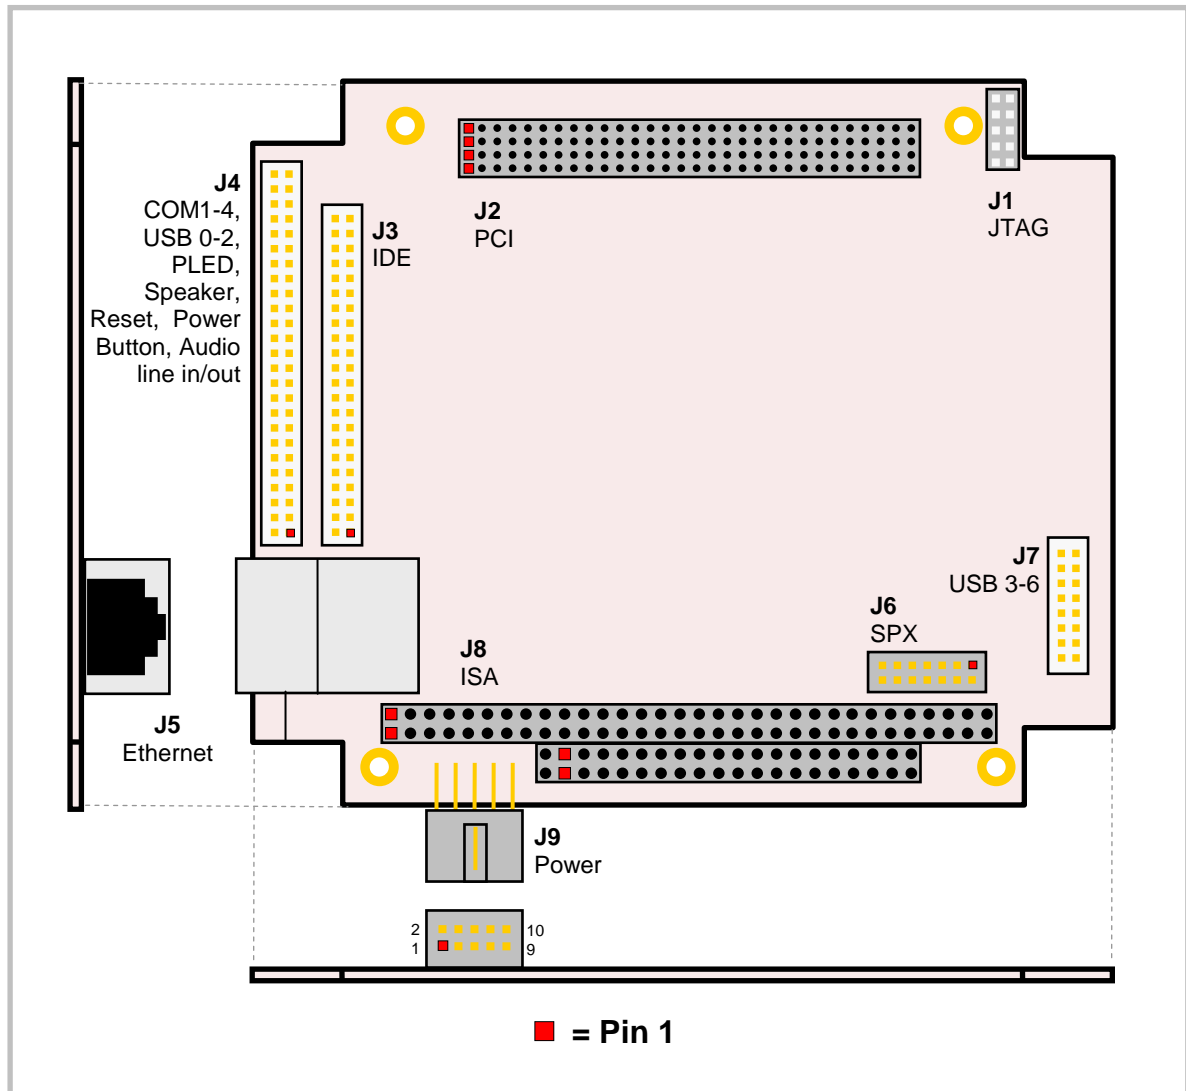 J4
COM1-4,
USB 0-2,
PLED,
Speaker,
Reset, Power
Button, Audio
line in/out
J3
IDE
J2
PCI
J1
JTAG
J7
USB 3-6
J6
SPX
J8
ISA
J5
Ethernet
J9
Power
2
10
1
9
= Pin 1